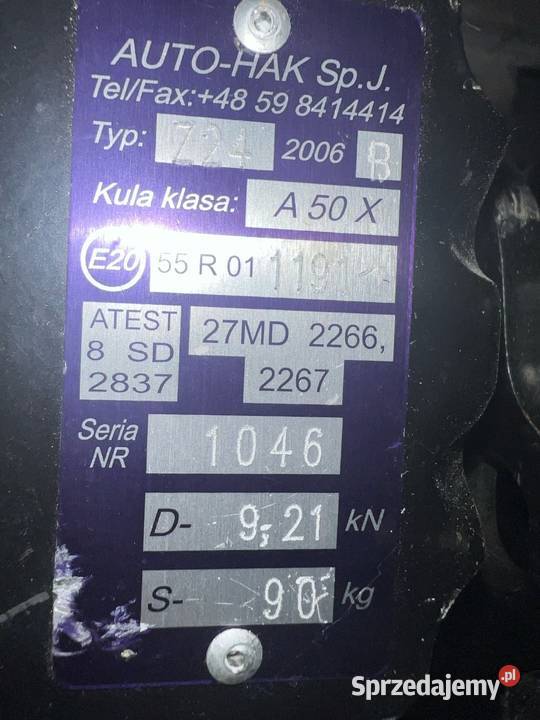 AUTO-HAK Sp.J.
Tel/Fax:+48 59 8414414
Typ: Z24 2006 B
Kula klasa: A 50 X
E20 55 R 01 1191
ATEST 8 SD 2837
27MD 2266, 2267
Seria NR 1046
D- 9,21 kN
S- 90 kg
Sprzedajemy.pl